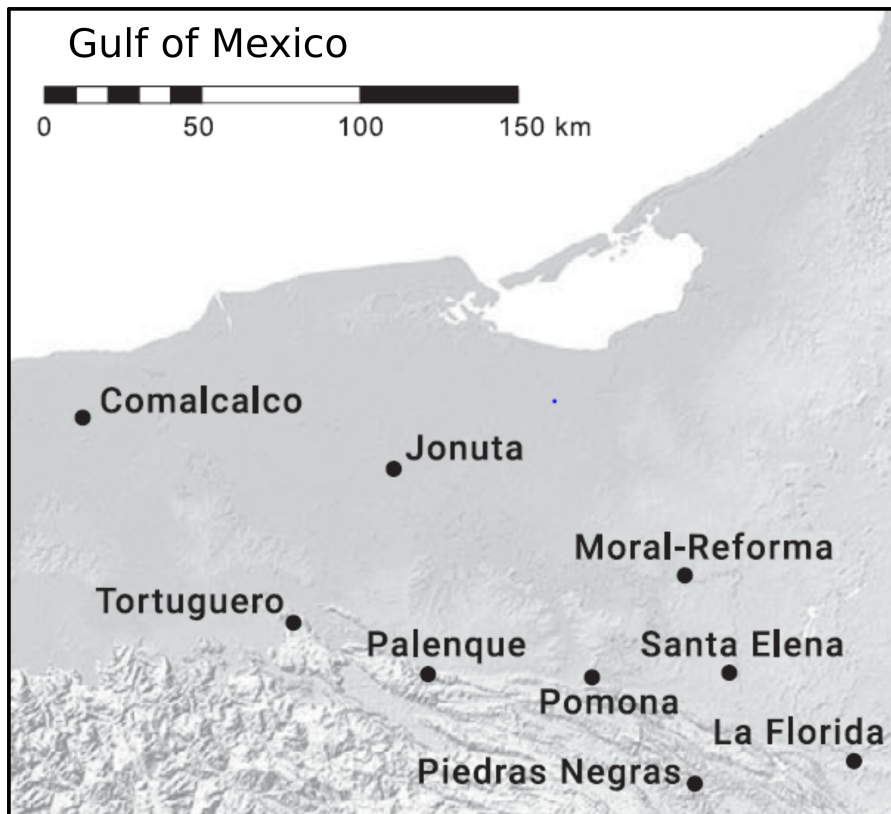 Gulf of Mexico
0 50 100 150 km
Comalcalco
Jonuta
Moral-Reforma
Tortuguero
Palenque
Santa Elena
Pomona
La Florida
Piedras Negras